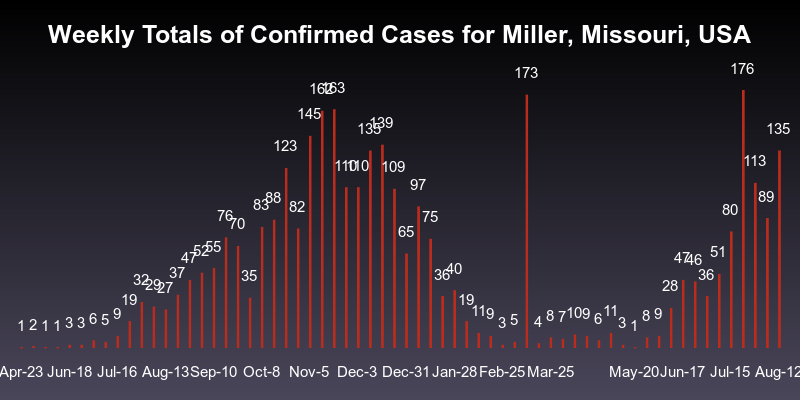 Weekly Totals of Confirmed Cases for Miller, Missouri, USA
1 2 1 1 3 3 6 5 9 19 32 29 27 37 47 52 55 76 70 35 83 88 123 82 145 162 163 110 110 135 139 109 65 97 75 36 40 19 11 9 3 5 173 4 8 7 10 9 6 11 3 1 8 9 28 47 46 36 51 80 176 113 89 135
Apr-23 Jun-18 Jul-16 Aug-13 Sep-10 Oct-8 Nov-5 Dec-3 Dec-31 Jan-28 Feb-25 Mar-25 May-20 Jun-17 Jul-15 Aug-12